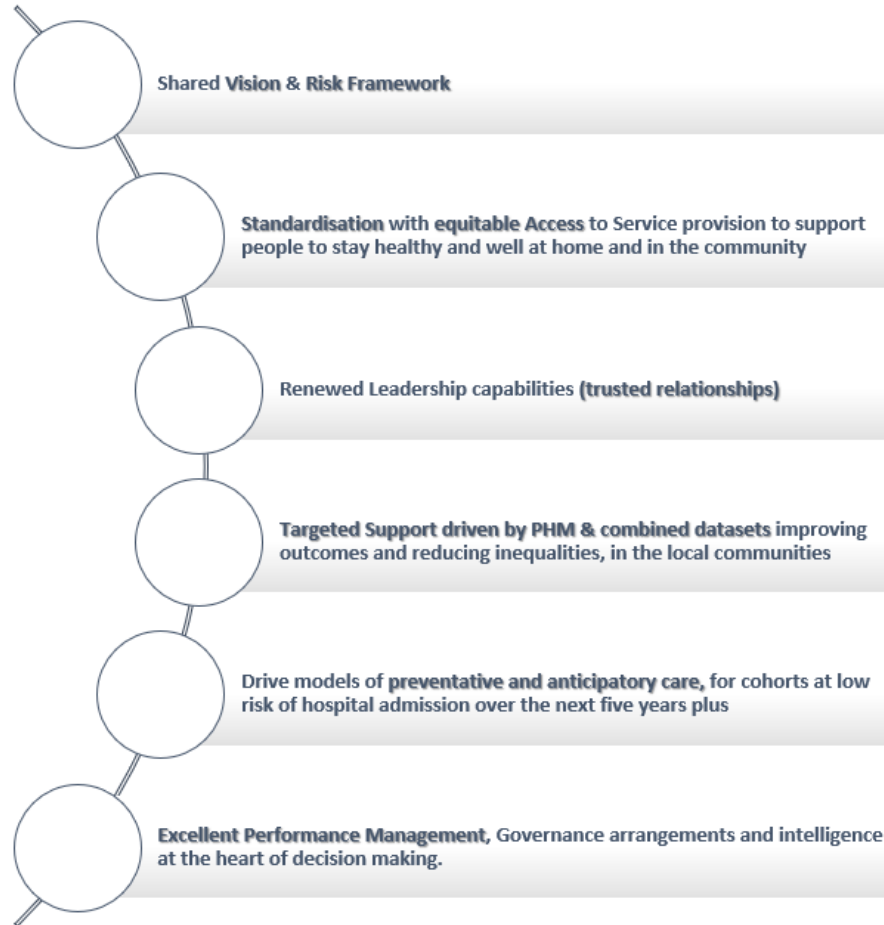 Shared Vision & Risk Framework
Standardisation with equitable Access to Service provision to support
people to stay healthy and well at home and in the community
Renewed Leadership capabilities (trusted relationships)
Targeted Support driven by PHM & combined datasets improving
outcomes and reducing inequalities, in the local communities
Drive models of preventative and anticipatory care, for cohorts at low
risk of hospital admission over the next five years plus
Excellent Performance Management, Governance arrangements and intelligence
at the heart of decision making.